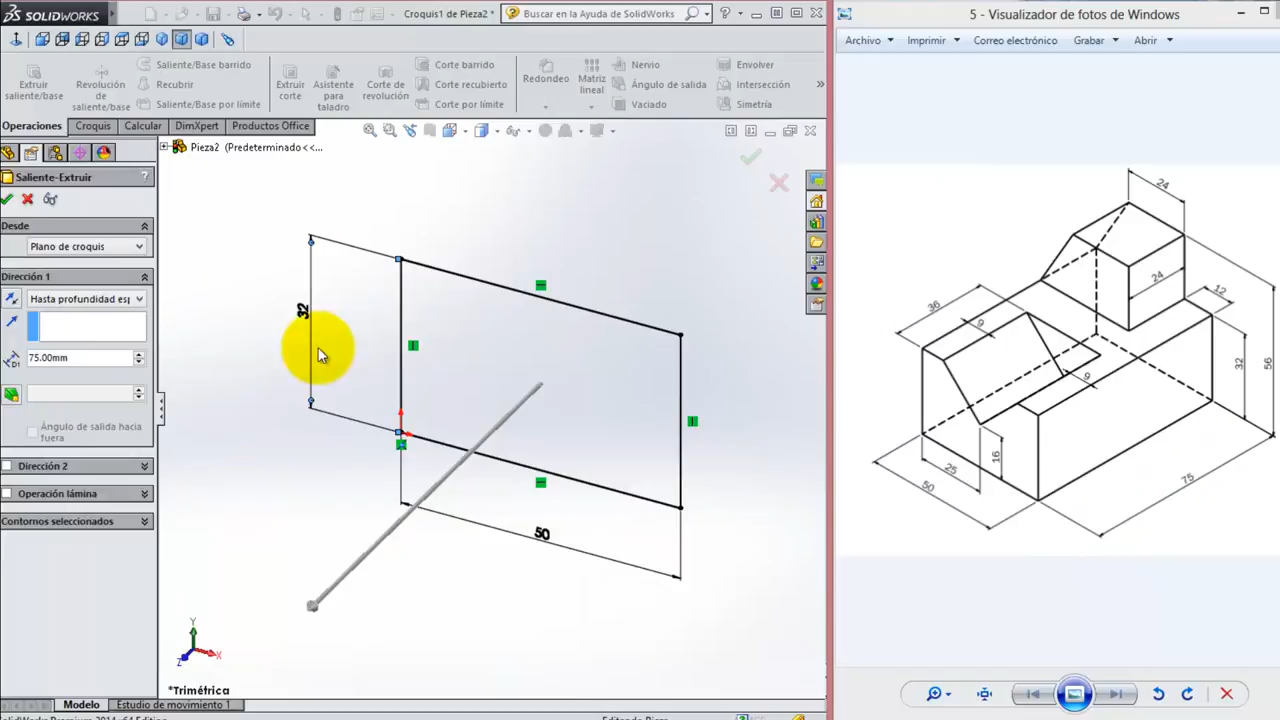 SOLIDWORKS
Croquis1 de Pieza2 *
Buscar en la Ayuda de SolidWorks
5 - Visualizador de fotos de Windows
Archivo
Imprimir
Correo electrónico
Grabar
Abrir
Extruir saliente/base
Revolución de saliente/base
Saliente/Base barrido
Recubrir
Saliente/Base por límite
Extruir corte
Asistente para taladro
Corte de revolución
Corte barrido
Corte recubierto
Corte por límite
Redondeo
Matriz lineal
Nervio
Ángulo de salida
Vaciado
Envolver
Intersección
Simetría
Operaciones
Croquis
Calcular
DimXpert
Productos Office
Pieza2 (Predeterminado<<...
Saliente-Extruir
Desde
Plano de croquis
Dirección 1
Hasta profundidad esp
75.00mm
Ángulo de salida hacia fuera
Dirección 2
Operación lámina
Contornos seleccionados
32
50
Y
X
Z
*Trimétrica
Modelo
Estudio de movimiento 1
24
24
12
36
9
9
32
56
16
25
50
75